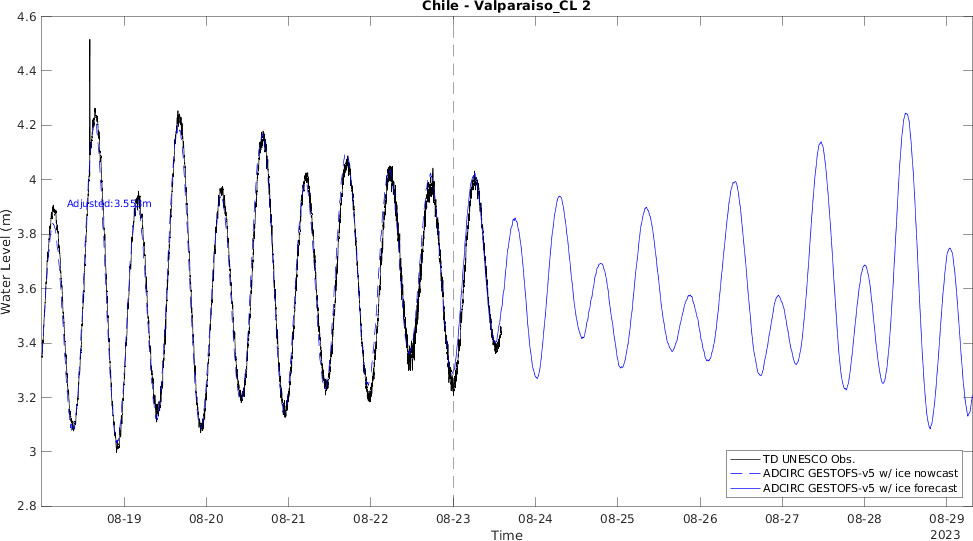 Chile - Valparaiso_CL 2
4.6
4.4
4.2
4
3.8
3.6
3.4
3.2
3
2.8
Water Level (m)
TD UNESCO Obs.
ADCIRC GESTOFS-v5 w/ ice nowcast
ADCIRC GESTOFS-v5 w/ ice forecast
08-19 08-20 08-21 08-22 08-23 08-24 08-25 08-26 08-27 08-28 08-29
2023
Time